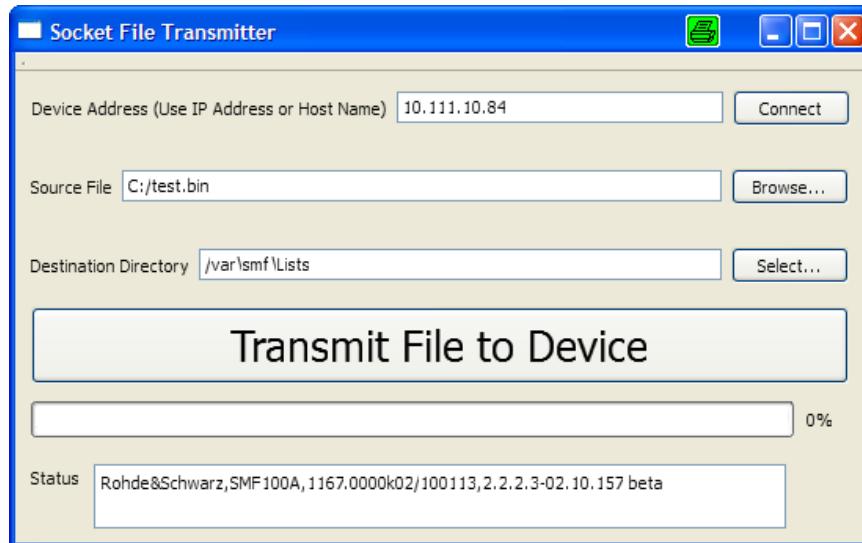 Socket File Transmitter
Device Address (Use IP Address or Host Name) 10.111.10.84 Connect
Source File C:/test.bin Browse...
Destination Directory /var\smf\Lists Select...
Transmit File to Device
0%
Status Rohde&Schwarz,SMF100A,1167.0000k02/100113,2.2.2.3-02.10.157 beta